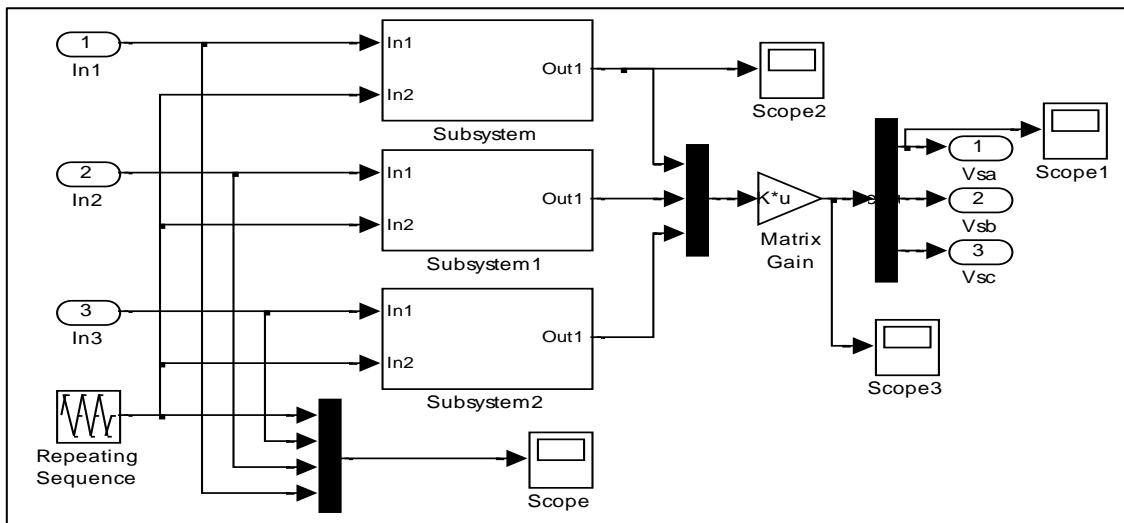 1
In1
In1
In2
Out1
Subsystem
Scope2
2
In2
In1
In2
Out1
Subsystem1
K*u
Matrix
Gain
1
Vsa
2
Vsb
3
Vsc
Scope1
3
In3
In1
In2
Out1
Subsystem2
Scope3
Repeating
Sequence
Scope